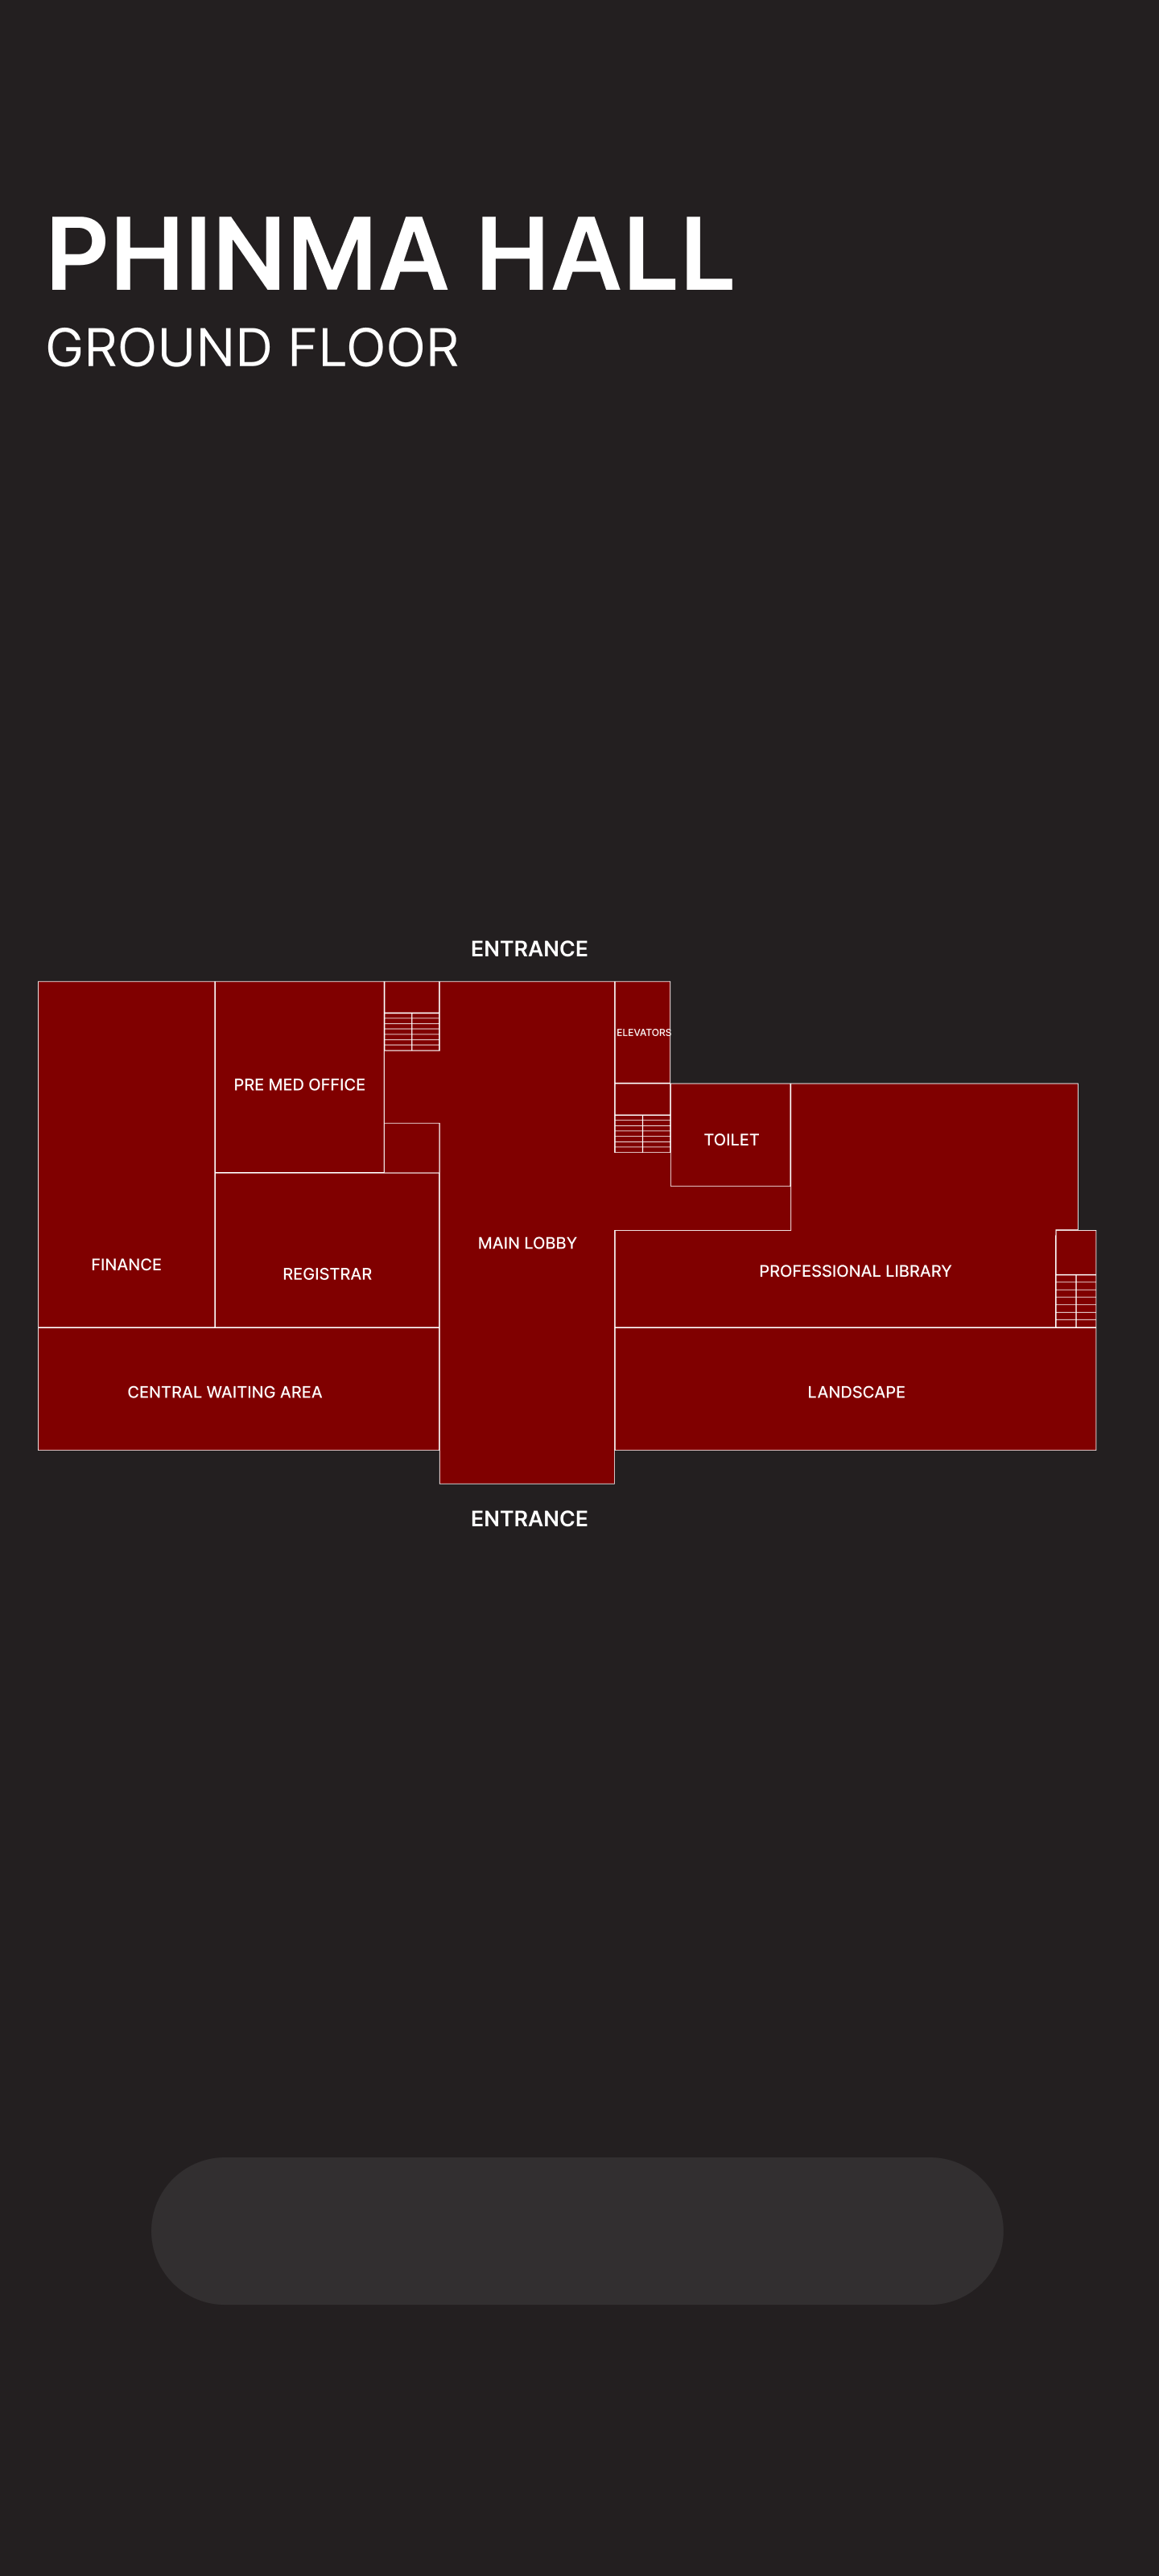 PHINMA HALL
GROUND FLOOR
ENTRANCE
ELEVATORS
PRE MED OFFICE
TOILET
MAIN LOBBY
FINANCE
REGISTRAR
PROFESSIONAL LIBRARY
CENTRAL WAITING AREA
LANDSCAPE
ENTRANCE